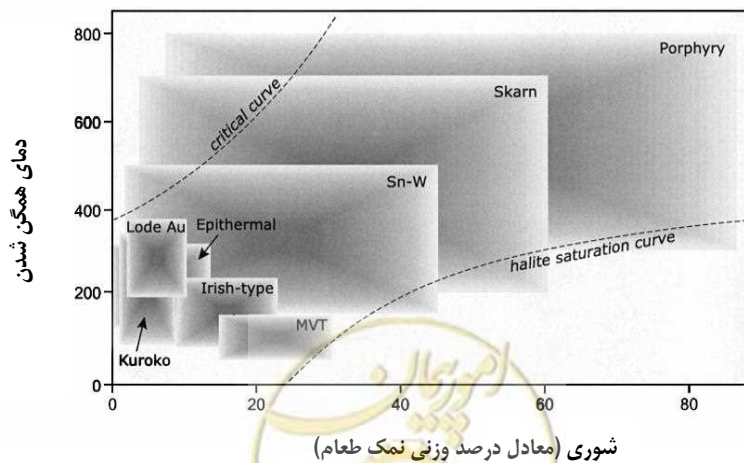 800
600
400
200
0
0
20
40
60
80
دمای همگن شدن
شوری (معادل درصد وزنی نمک طعام)
critical curve
Porphyry
Skarn
Sn-W
Lode Au
Epithermal
Irish-type
MVT
Kuroko
halite saturation curve
امورپیمان